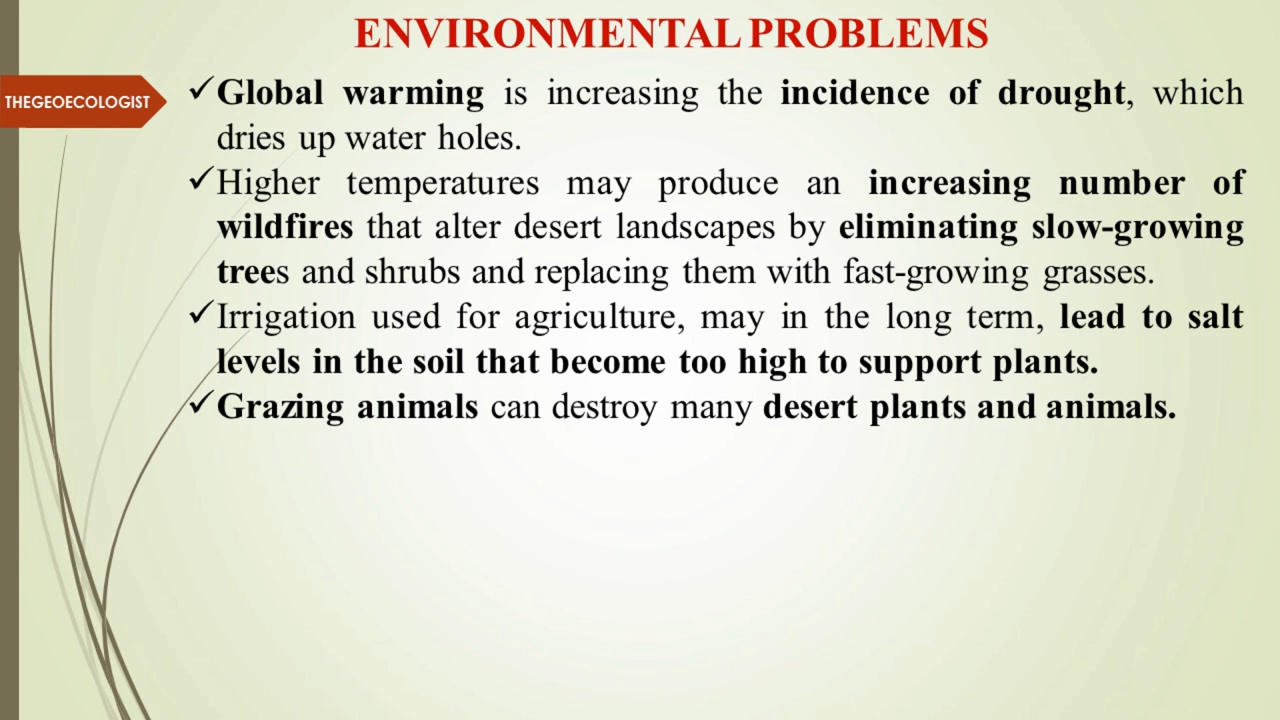 ENVIRONMENTAL PROBLEMS
THEGEOECOLOGIST
✓Global warming is increasing the incidence of drought, which
dries up water holes.
✓Higher temperatures may produce an increasing number of
wildfires that alter desert landscapes by eliminating slow-growing
trees and shrubs and replacing them with fast-growing grasses.
✓Irrigation used for agriculture, may in the long term, lead to salt
levels in the soil that become too high to support plants.
✓Grazing animals can destroy many desert plants and animals.